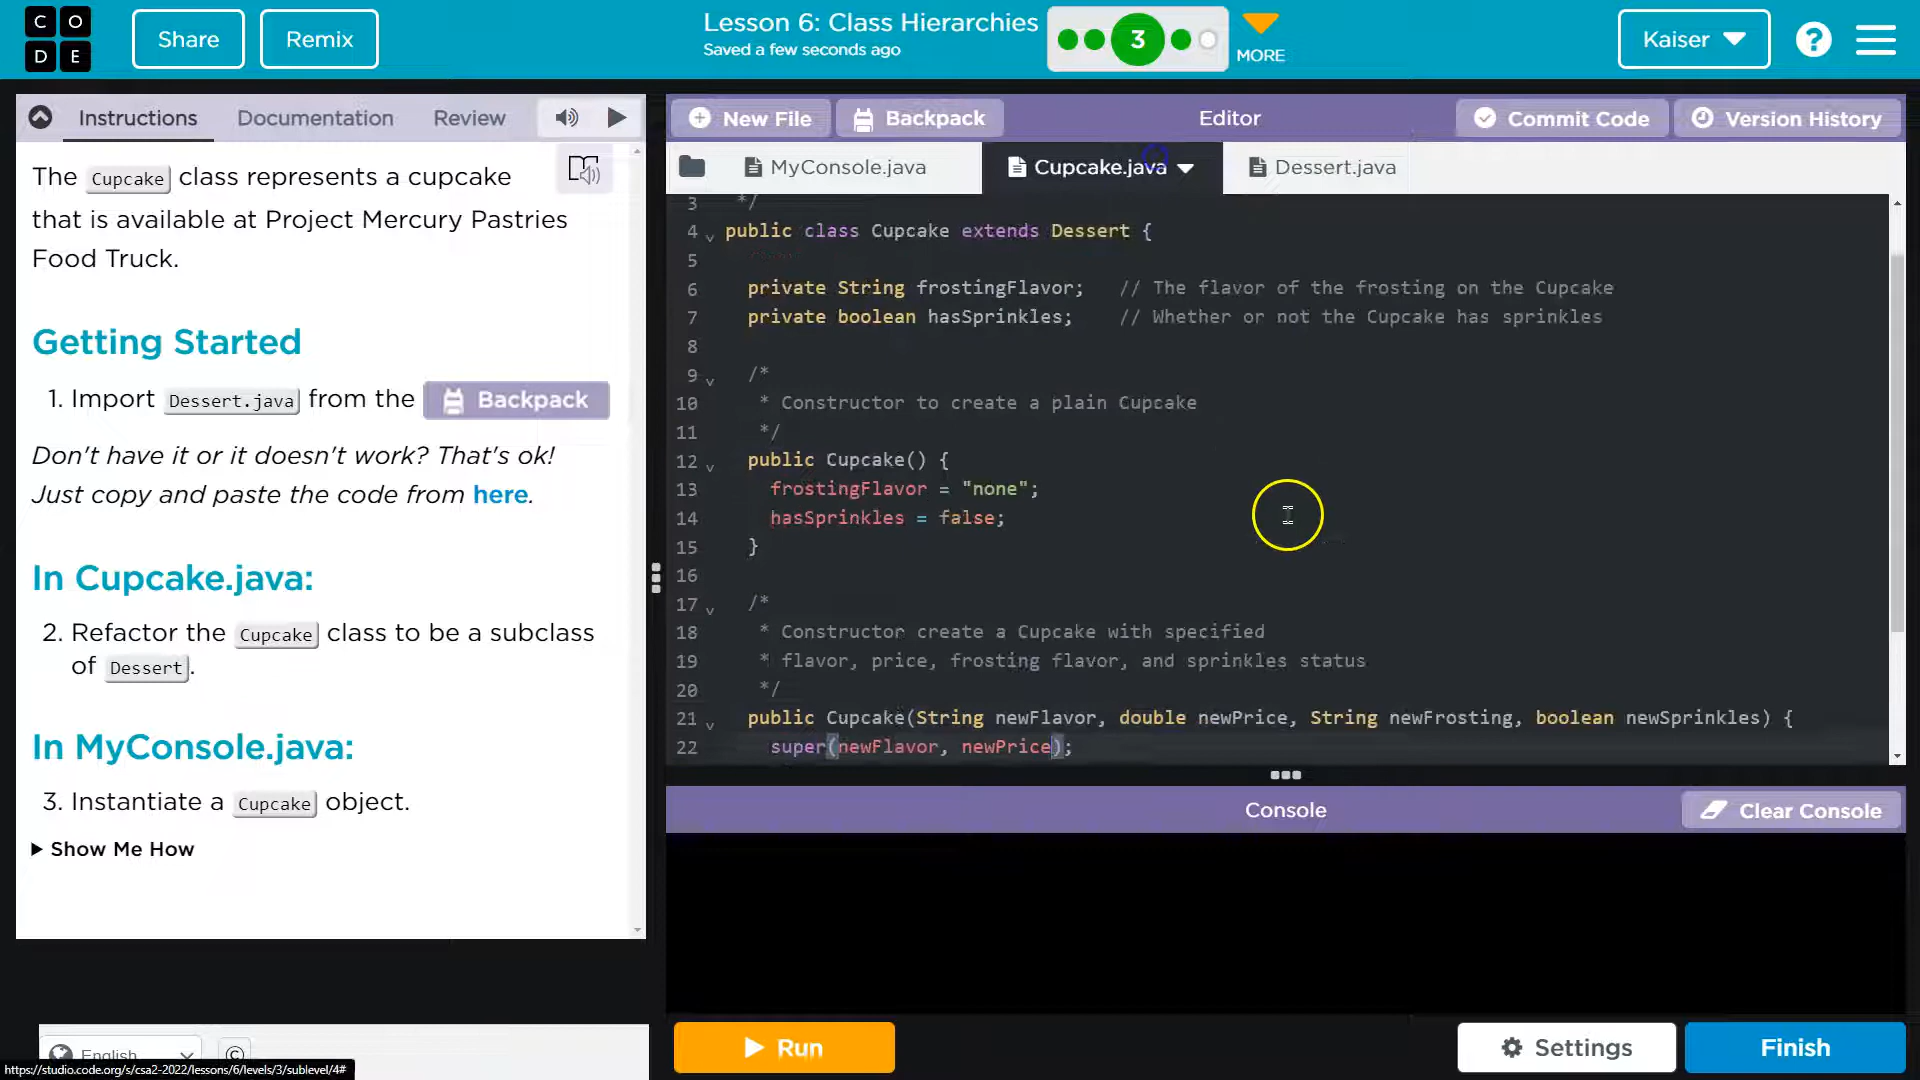 CODE
Share
Remix
Lesson 6: Class Hierarchies
Saved a few seconds ago
3
MORE
Kaiser
?
Instructions
Documentation
Review
The Cupcake class represents a cupcake
that is available at Project Mercury Pastries
Food Truck.
Getting Started
1. Import Dessert.java from the Backpack
Don't have it or it doesn't work? That's ok!
Just copy and paste the code from here.
In Cupcake.java:
2. Refactor the Cupcake class to be a subclass
of Dessert.
In MyConsole.java:
3. Instantiate a Cupcake object.
Show Me How
English
©
https://studio.code.org/s/csa2-2022/lessons/6/levels/3/sublevel/4#
New File
Backpack
Editor
Commit Code
Version History
MyConsole.java
Cupcake.java
Dessert.java
3 */
4 public class Cupcake extends Dessert {
5
6 private String frostingFlavor; // The flavor of the frosting on the Cupcake
7 private boolean hasSprinkles; // Whether or not the Cupcake has sprinkles
8
9 /*
10 * Constructor to create a plain Cupcake
11 */
12 public Cupcake() {
13 frostingFlavor = "none";
14 hasSprinkles = false;
15 }
16
17 /*
18 * Constructor create a Cupcake with specified
19 * flavor, price, frosting flavor, and sprinkles status
20 */
21 public Cupcake(String newFlavor, double newPrice, String newFrosting, boolean newSprinkles) {
22 super(newFlavor, newPrice);
Console
Clear Console
Run
Settings
Finish